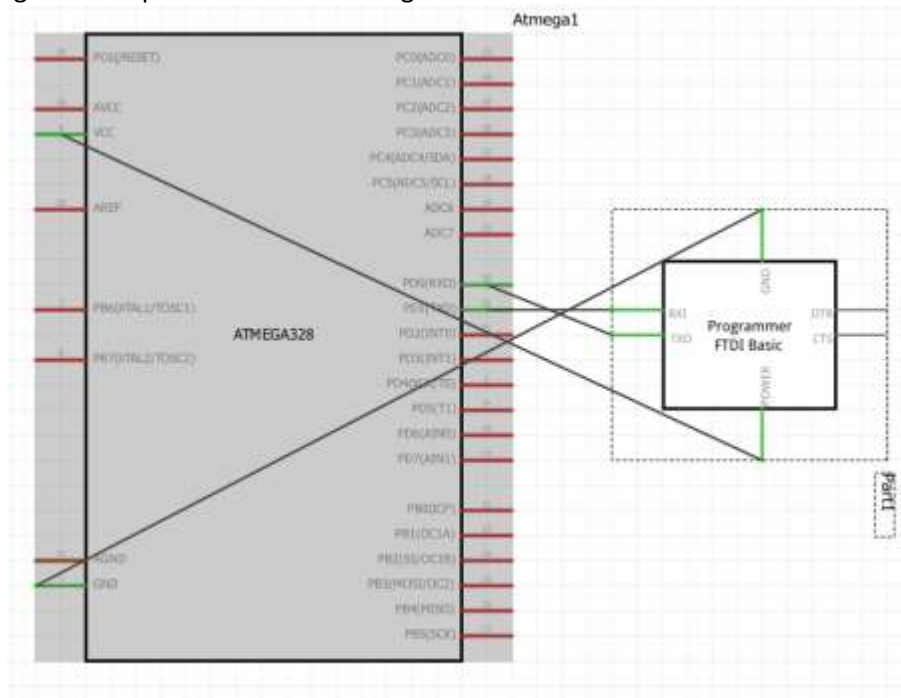 Atmega1
PC6(/RESET)
AVCC
VCC
AREF
PB6(XTAL1/TOSC1)
PB7(XTAL2/TOSC2)
AGND
GND
ATMEGA328
PC0(ADC0)
PC1(ADC1)
PC2(ADC2)
PC3(ADC3)
PC4(ADC4/SDA)
PC5(ADC5/SCL)
ADC6
ADC7
PD0(RXD)
PD1(TXD)
PD2(INT0)
PD3(INT1)
PD5(T1)
PD6(AIN0)
PD7(AIN1)
PB0(ICP)
PB1(OC1A)
PB2(SS/OC1B)
PB3(MOSI/OC2)
PB4(MISO)
PB5(SCK)
GND
RXI
TXO
Programmer
FTDI Basic
DTR
CTS
POWER
Part1